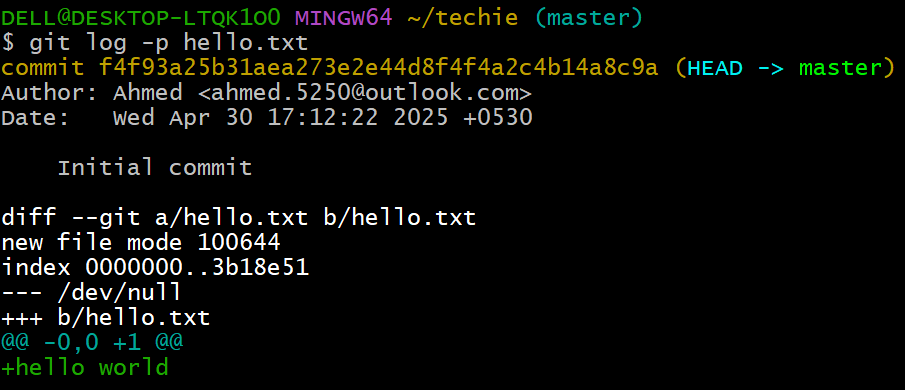 DELL@DESKTOP-LTQK1O0 MINGW64 ~/techie (master)
$ git log -p hello.txt
commit f4f93a25b31aea273e2e44d8f4f4a2c4b14a8c9a (HEAD -> master)
Author: Ahmed <ahmed.5250@outlook.com>
Date:   Wed Apr 30 17:12:22 2025 +0530

    Initial commit

diff --git a/hello.txt b/hello.txt
new file mode 100644
index 0000000..3b18e51
--- /dev/null
+++ b/hello.txt
@@ -0,0 +1 @@
+hello world